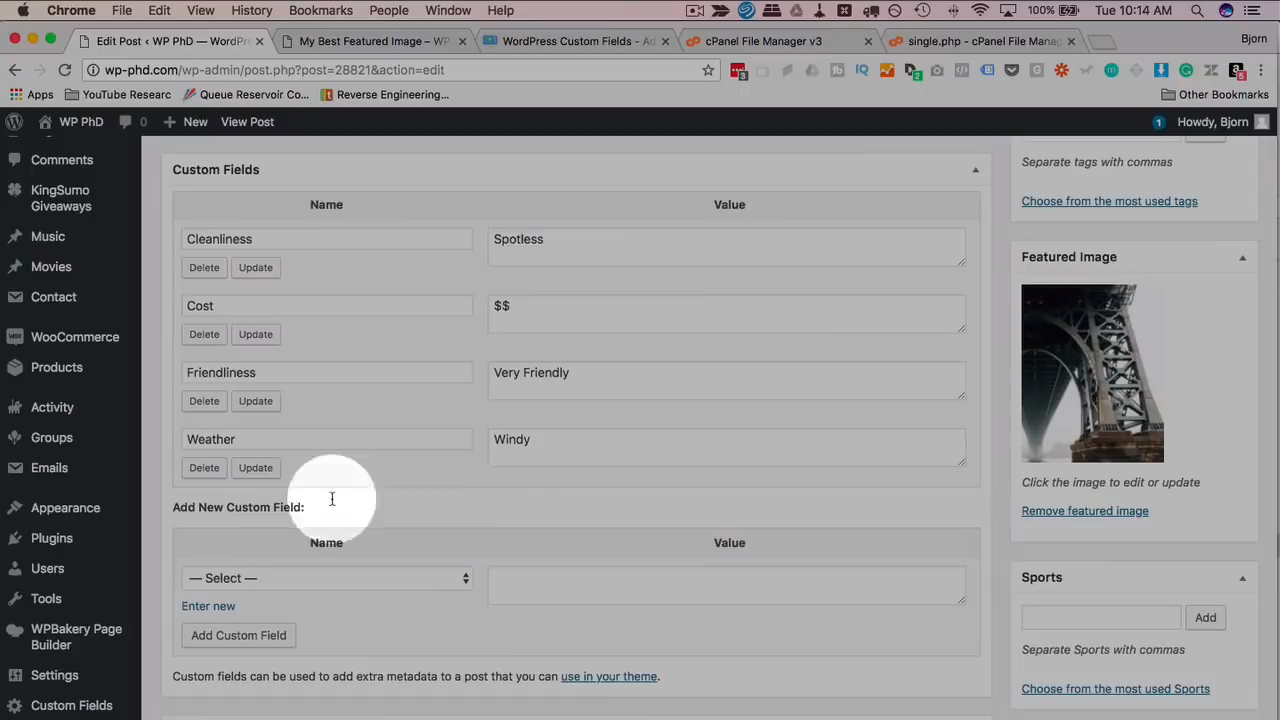 Chrome File Edit View History Bookmarks People Window Help 100% Tue 10:14 AM
Edit Post ‹ WP PhD — WordPr
My Best Featured Image – WP
WordPress Custom Fields - Ad
cPanel File Manager v3
single.php - cPanel File Manag
Bjorn
wp-phd.com/wp-admin/post.php?post=28821&action=edit
Apps YouTube Researc Queue Reservoir Co... Reverse Engineering... Other Bookmarks
WP PhD 0 New View Post 1 Howdy, Bjorn
Comments
KingSumo
Giveaways
Music
Movies
Contact
WooCommerce
Products
Activity
Groups
Emails
Appearance
Plugins
Users
Tools
WPBakery Page
Builder
Settings
Custom Fields
Custom Fields
Name Value
Cleanliness Spotless
Delete Update
Cost $$
Delete Update
Friendliness Very Friendly
Delete Update
Weather Windy
Delete Update
Add New Custom Field:
Name Value
— Select —
Enter new
Add Custom Field
Custom fields can be used to add extra metadata to a post that you can use in your theme.
Separate tags with commas
Choose from the most used tags
Featured Image
Click the image to edit or update
Remove featured image
Sports
Add
Separate Sports with commas
Choose from the most used Sports